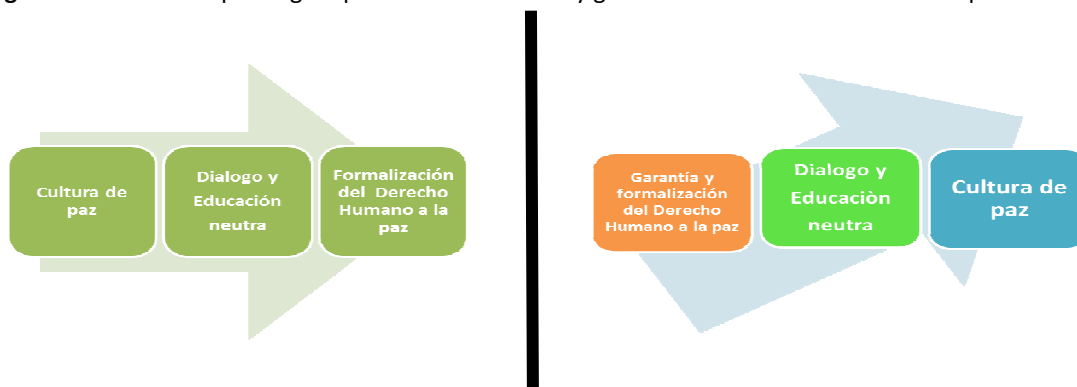 Cultura de
paz
Dialogo y
Educación
neutra
Formalización
del Derecho
Humano a la
paz
Garantía y
formalización
del Derecho
Humano a la paz
Dialogo y
Educaciòn
neutra
Cultura de
paz